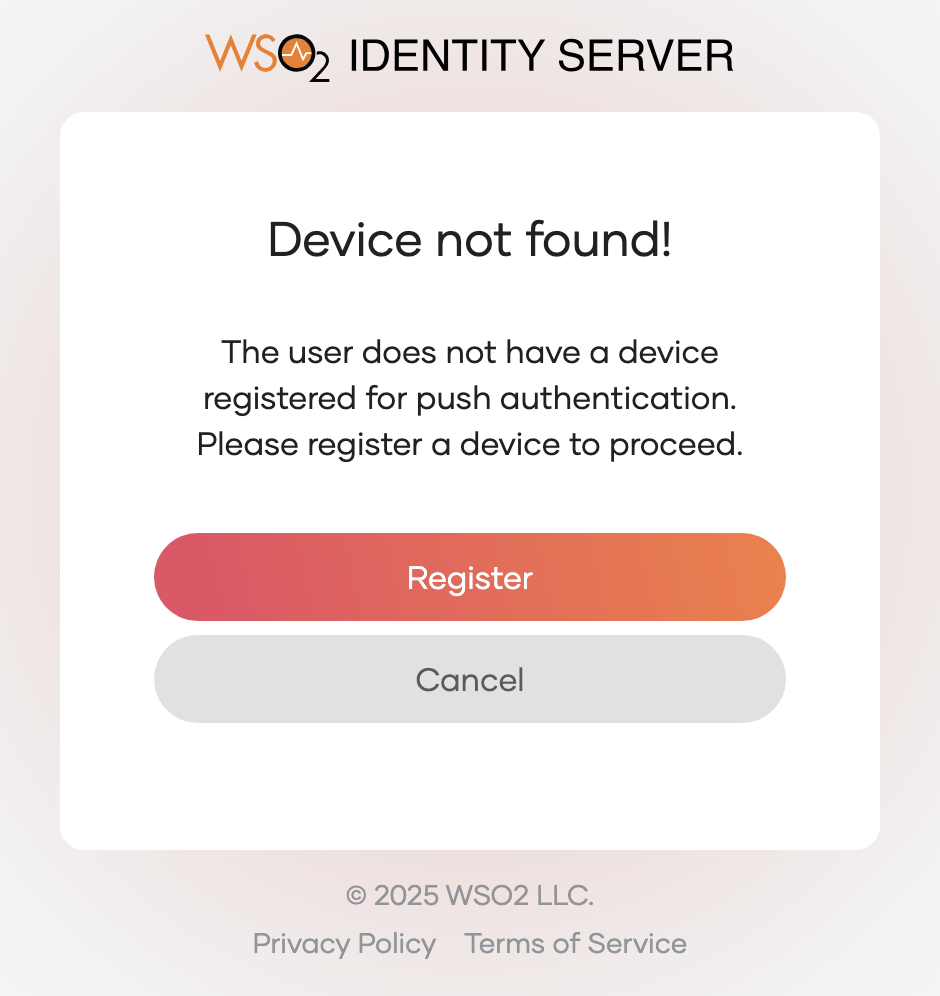 WSO2 IDENTITY SERVER
Device not found!
The user does not have a device
registered for push authentication.
Please register a device to proceed.
Register
Cancel
© 2025 WSO2 LLC.
Privacy Policy Terms of Service